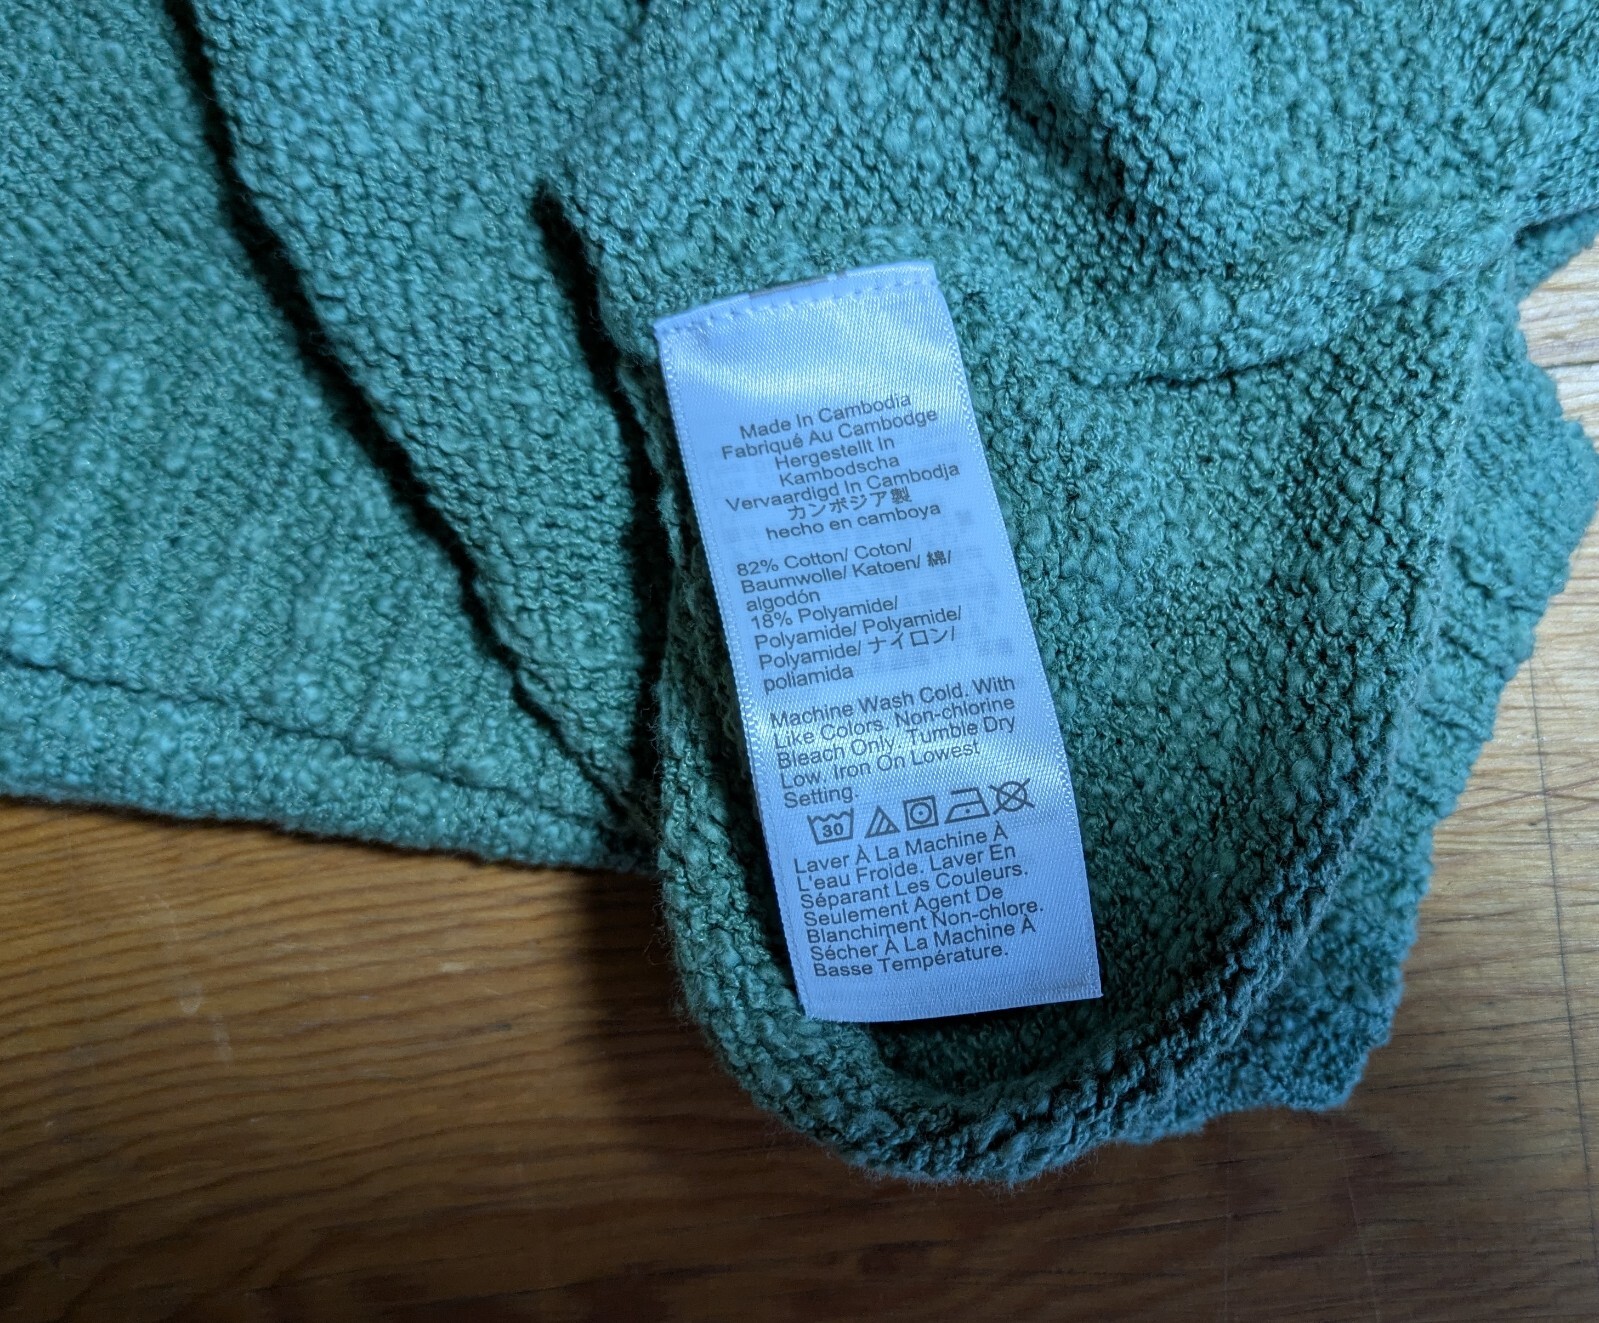 Made In Cambodia
Fabriqué Au Cambodge
Hergestellt In
Kambodscha
Vervaardigd In Cambodja
カンボジア製
hecho en camboya
82% Cotton/ Coton/
Baumwolle/ Katoen/ 綿/
algodón
18% Polyamide/
Polyamide/ Polyamide/
Polyamide/ ナイロン/
poliamida
Machine Wash Cold. With
Like Colors. Non-chlorine
Bleach Only. Tumble Dry
Low. Iron On Lowest
Setting.
30
Laver À La Machine À
L'eau Froide. Laver En
Séparant Les Couleurs.
Seulement Agent De
Blanchiment Non-chlore.
Sécher À La Machine À
Basse Température.